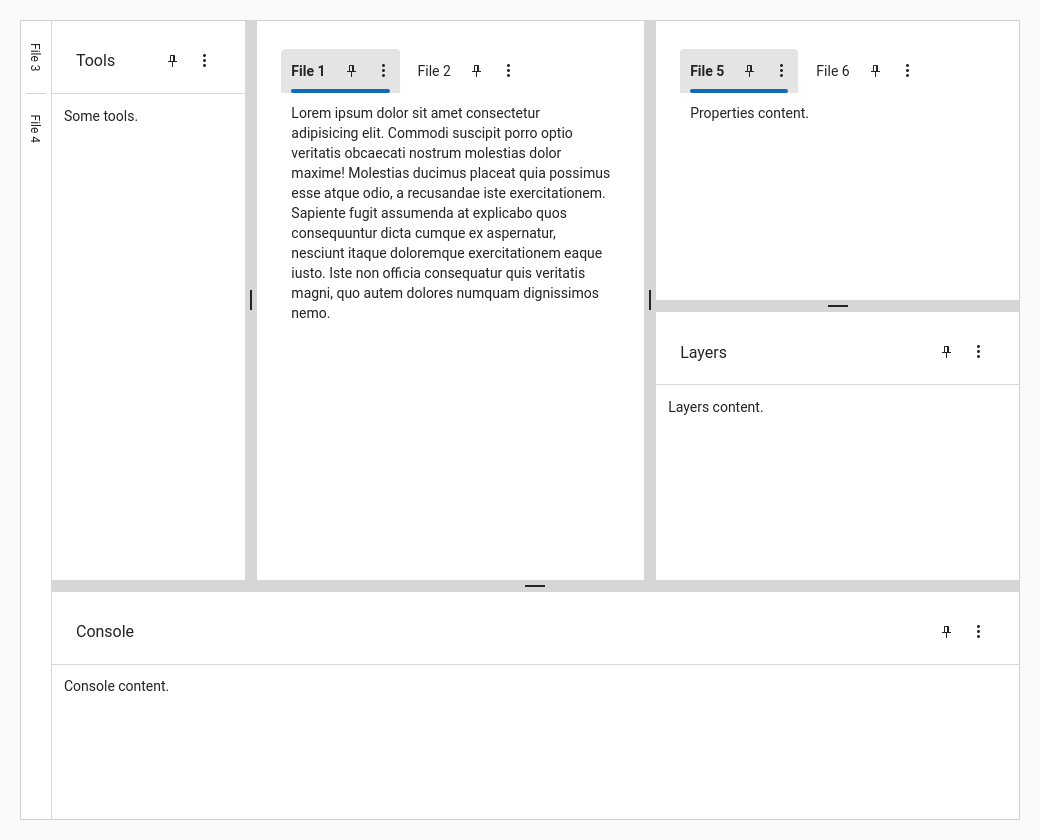 File 3
File 4
Tools
Some tools.
File 1
File 2
Lorem ipsum dolor sit amet consectetur
adipisicing elit. Commodi suscipit porro optio
veritatis obcaecati nostrum molestias dolor
maxime! Molestias ducimus placeat quia possimus
esse atque odio, a recusandae iste exercitationem.
Sapiente fugit assumenda at explicabo quos
consequuntur dicta cumque ex aspernatur,
nesciunt itaque doloremque exercitationem eaque
iusto. Iste non officia consequatur quis veritatis
magni, quo autem dolores numquam dignissimos
nemo.
File 5
File 6
Properties content.
Layers
Layers content.
Console
Console content.